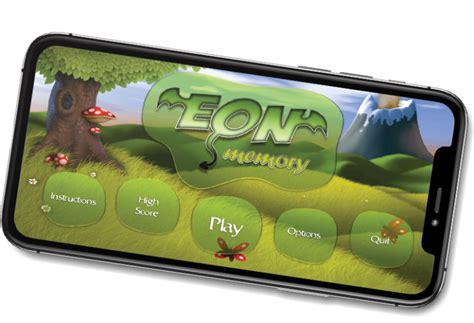 EON
memory
Instructions
High
Score
Play
Options
Quit